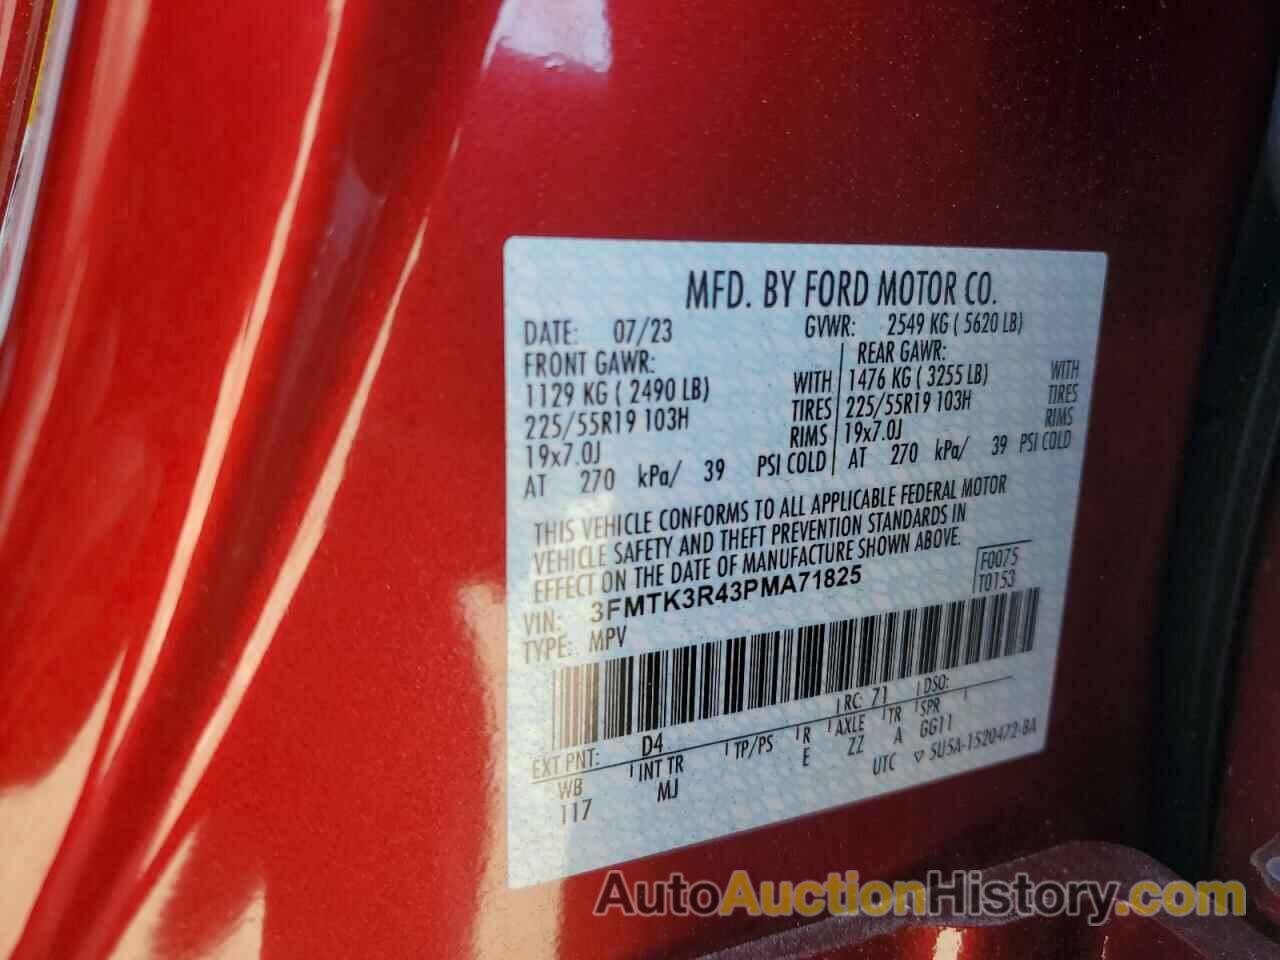 MFD. BY FORD MOTOR CO.
DATE: 07/23 GVWR: 2549 KG ( 5620 LB)
FRONT GAWR: REAR GAWR:
1129 KG ( 2490 LB) WITH 1476 KG ( 3255 LB) WITH
225/55R19 103H TIRES 225/55R19 103H TIRES
19x7.0J RIMS 19x7.0J RIMS
AT 270 kPa/ 39 PSI COLD AT 270 kPa/ 39 PSI COLD
THIS VEHICLE CONFORMS TO ALL APPLICABLE FEDERAL MOTOR
VEHICLE SAFETY AND THEFT PREVENTION STANDARDS IN
EFFECT ON THE DATE OF MANUFACTURE SHOWN ABOVE.
F0075
VIN: 3FMTK3R43PMA71825 T0153
TYPE: MPV
RC: 71 DSO:
EXT PNT: D4
WB INT TR TP/PS R AXLE TR SPR
117 MJ E ZZ A GG11
UTC ▽ 5U5A-1520472-BA
AutoAuctionHistory.com